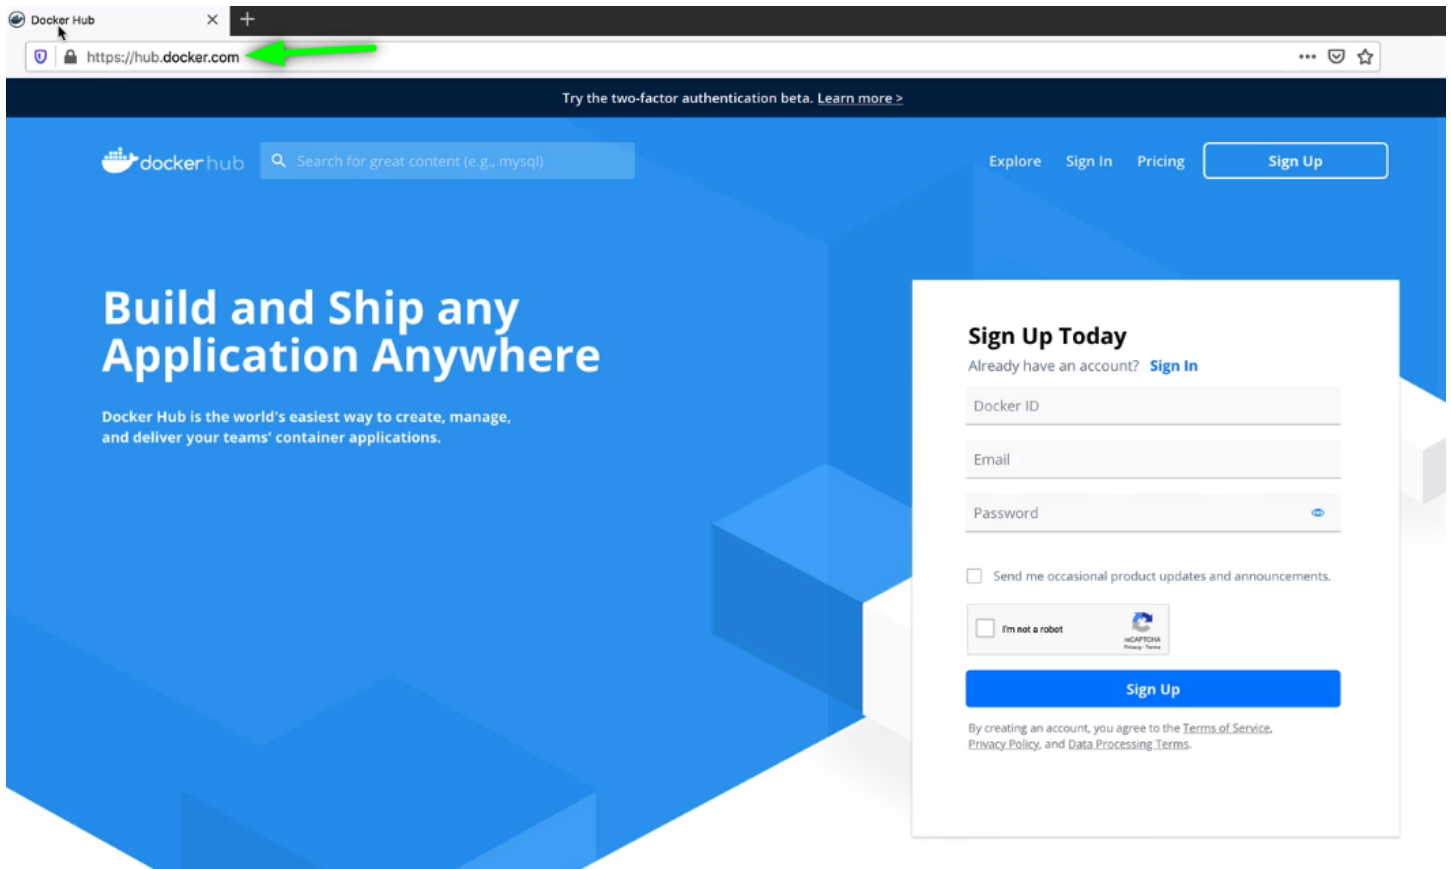 Docker Hub
https://hub.docker.com
Try the two-factor authentication beta. Learn more >
dockerhub
Search for great content (e.g., mysql)
Explore
Sign In
Pricing
Sign Up
Build and Ship any
Application Anywhere
Docker Hub is the world's easiest way to create, manage,
and deliver your teams' container applications.
Sign Up Today
Already have an account? Sign In
Docker ID
Email
Password
Send me occasional product updates and announcements.
I'm not a robot
reCAPTCHA
Privacy - Terms
Sign Up
By creating an account, you agree to the Terms of Service,
Privacy Policy, and Data Processing Terms.